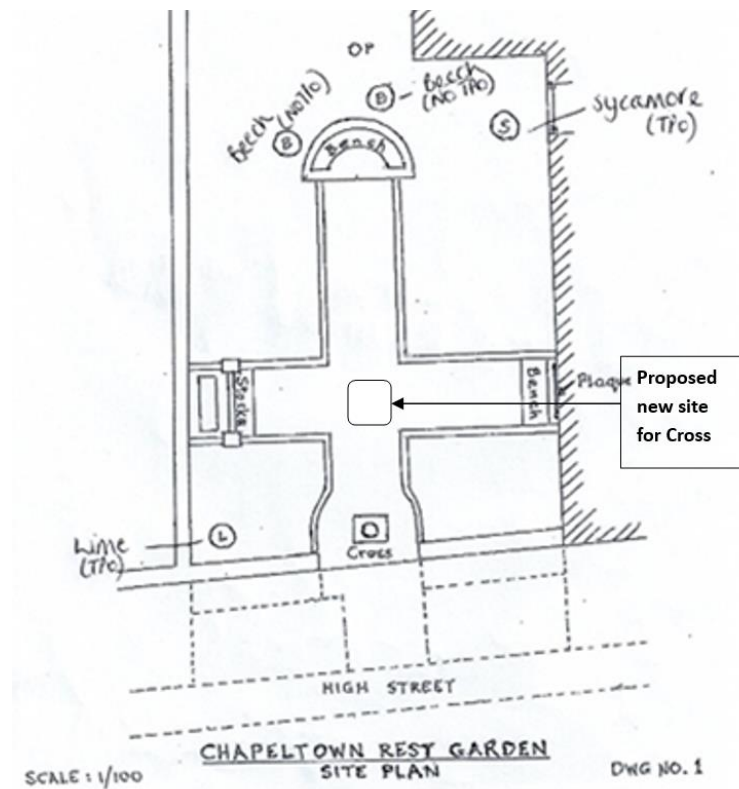 OP
Beech
(NO TPO)
B
B
Beech
(NO TPO)
S
Sycamore
(TPO)
Bench
Stocks
Bench
Plaque
Proposed
new site
for Cross
Lime
(TPO)
L
Cross
HIGH STREET
CHAPELTOWN REST GARDEN
SITE PLAN
SCALE : 1/100
DWG NO. 1